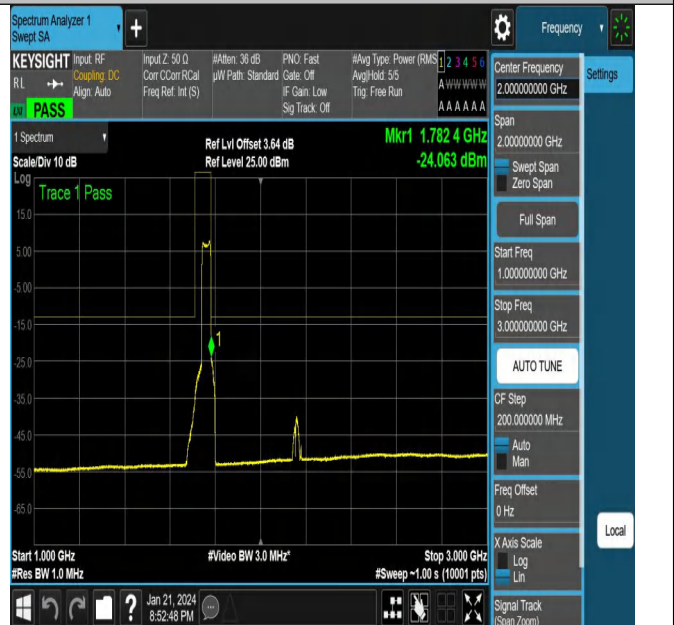 Spectrum Analyzer 1
Swept SA
+
Frequency
KEYSIGHT
RL
LXI PASS
Input: RF
Coupling: DC
Align: Auto
Input Z: 50 Ω
Corr CCorr RCal
Freq Ref: Int (S)
#Atten: 36 dB
µW Path: Standard
PNO: Fast
Gate: Off
IF Gain: Low
Sig Track: Off
#Avg Type: Power (RMS
Avg|Hold: 5/5
Trig: Free Run
1 2 3 4 5 6
A W W W W W
A A A A A A
1 Spectrum
Scale/Div 10 dB
Ref Lvl Offset 3.64 dB
Ref Level 25.00 dBm
Mkr1 1.782 4 GHz
-24.063 dBm
Log
Trace 1 Pass
15.0
5.00
-5.00
-15.0
-25.0
-35.0
-45.0
-55.0
-65.0
1
Start 1.000 GHz
#Res BW 1.0 MHz
#Video BW 3.0 MHz*
Stop 3.000 GHz
#Sweep ~1.00 s (10001 pts)
Center Frequency
2.00000000 GHz
Settings
Span
2.00000000 GHz
Swept Span
Zero Span
Full Span
Start Freq
1.000000000 GHz
Stop Freq
3.000000000 GHz
AUTO TUNE
CF Step
200.000000 MHz
Auto
Man
Freq Offset
0 Hz
X Axis Scale
Log
Lin
Local
Signal Track
(Span Zoom)
?
Jan 21, 2024
8:52:48 PM